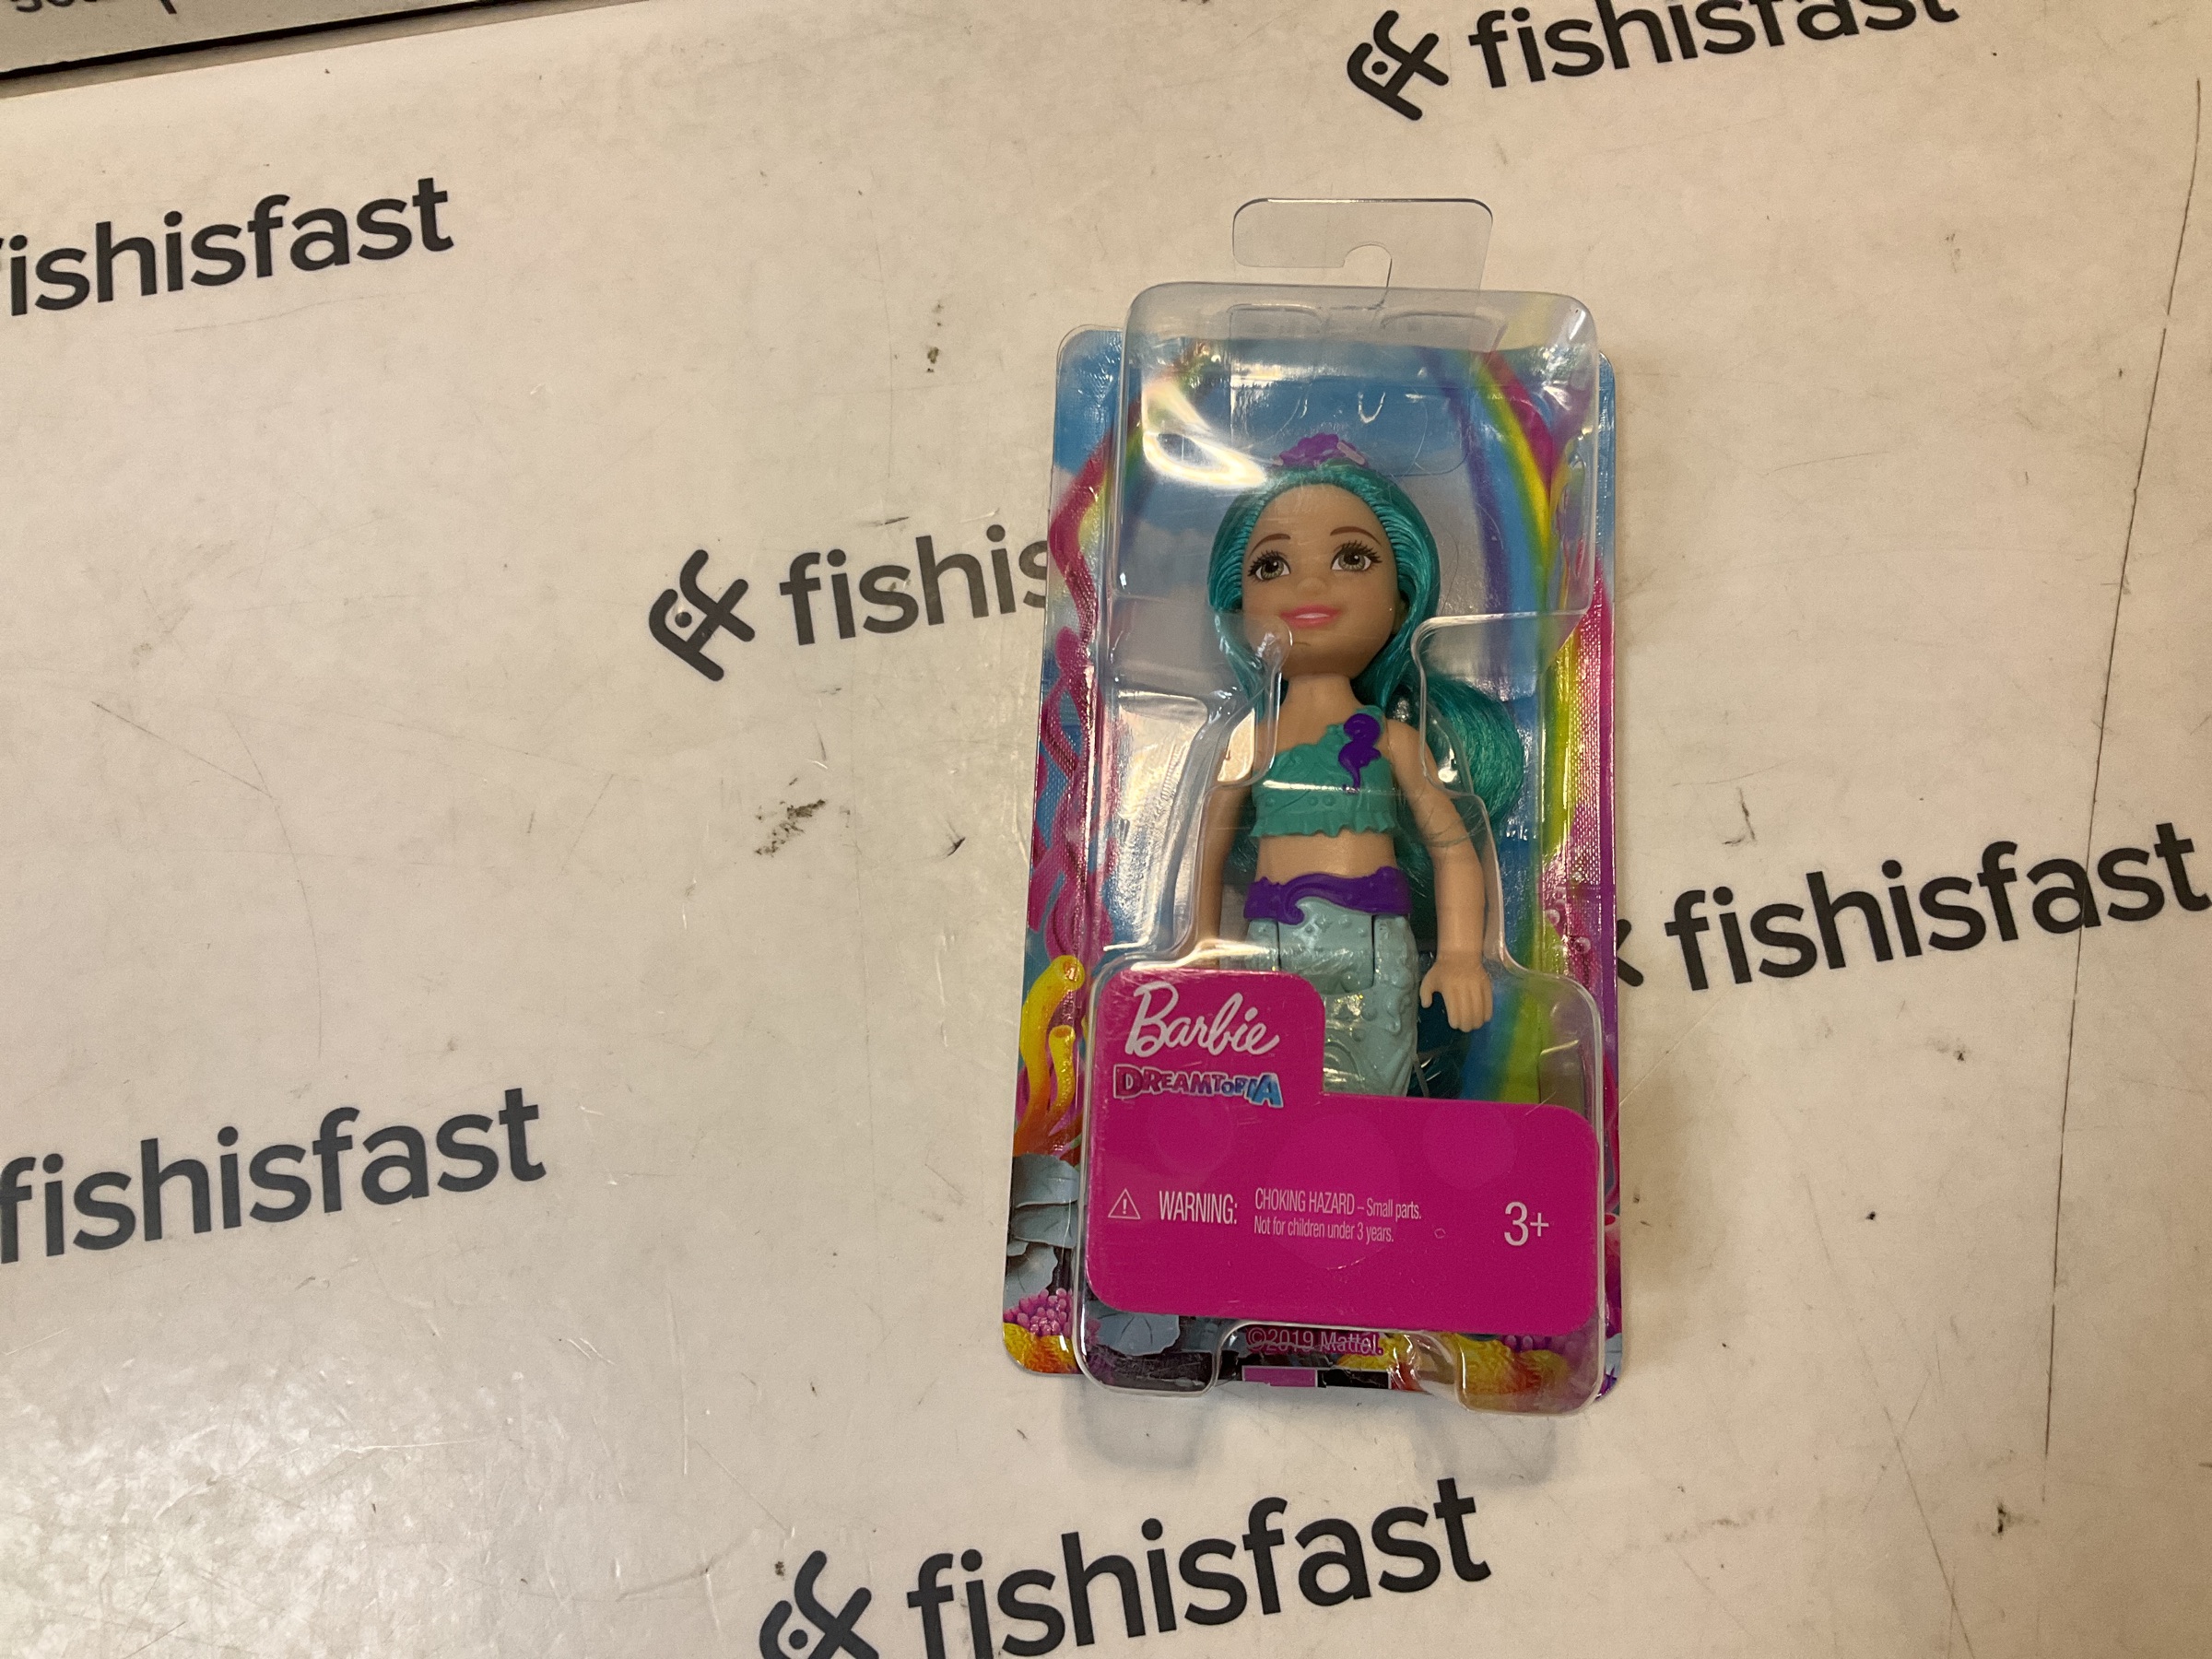 fishisfast
fishisfast
fishis
fishisfast
fishisfast
fishisfast
Barbie
DREAMTOPIA
WARNING: CHOKING HAZARD – Small parts.
Not for children under 3 years.
3+
©2019 Mattel.